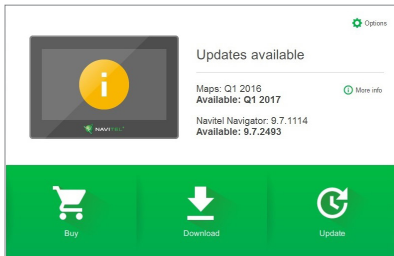 Options
Updates available
Maps: Q1 2016
Available: Q1 2017
More info
Navitel Navigator: 9.7.1114
Available: 9.7.2493
NAVITEL
Buy
Download
Update